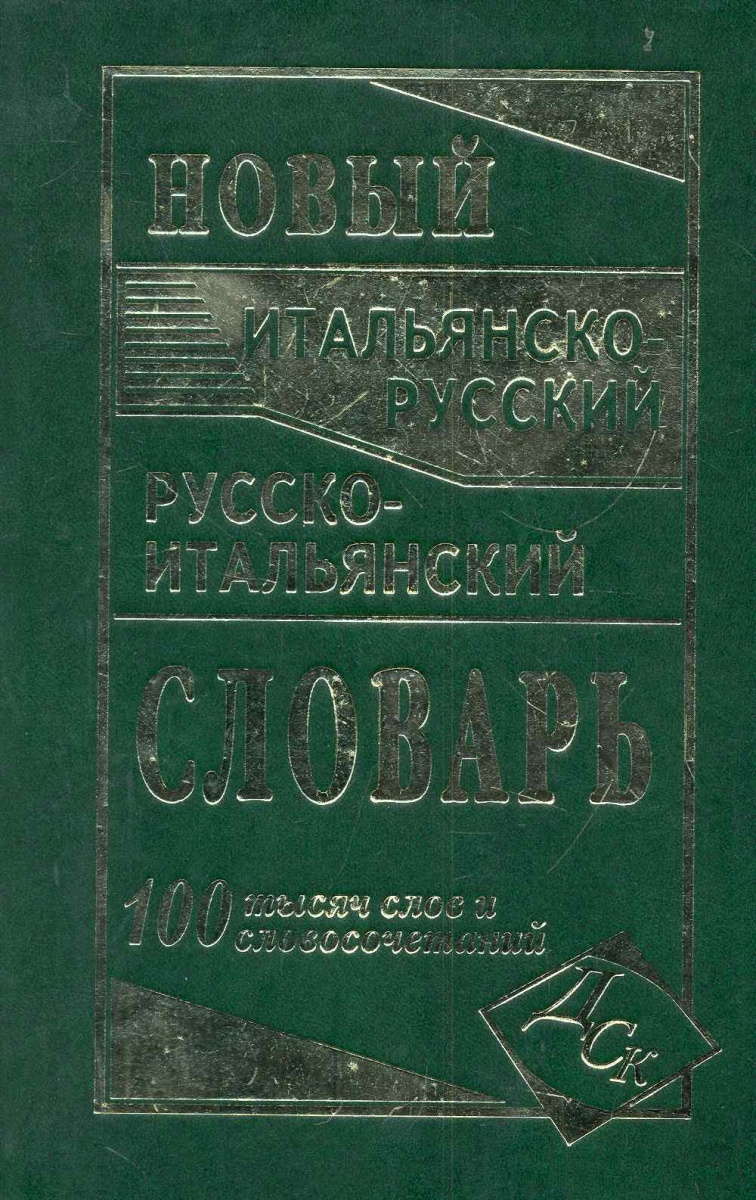 НОВЫЙ
ИТАЛЬЯНСКО-
РУССКИЙ
РУССКО-
ИТАЛЬЯНСКИЙ
СЛОВАРЬ
100 тысяч слов и
словосочетаний
ДСК